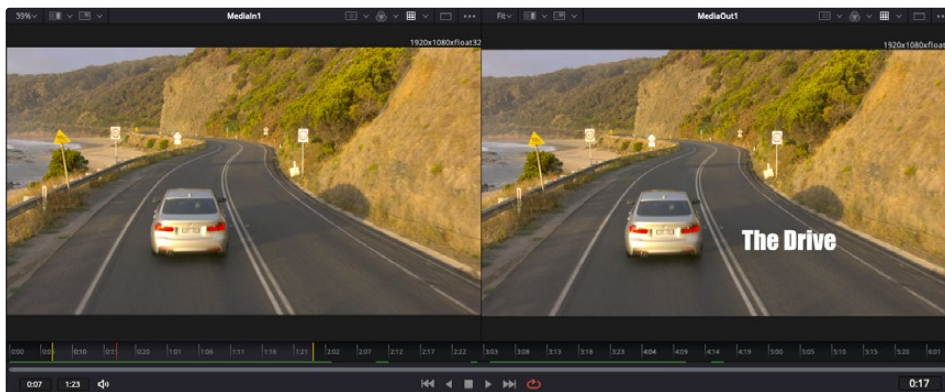 39% MediaIn1 Fit MediaOut1
1920x1080xfloat32 1920x1080xfloat
The Drive
0:00 0:10 0:20 1:01 1:06 1:11 1:16 1:21 2:02 2:07 2:12 2:17 2:22 3:03 3:08 3:13 3:18 3:23 4:04 4:09 4:14 4:19 5:00 5:05 5:10 5:15 5:20 6:01
0:07 1:23 0:17